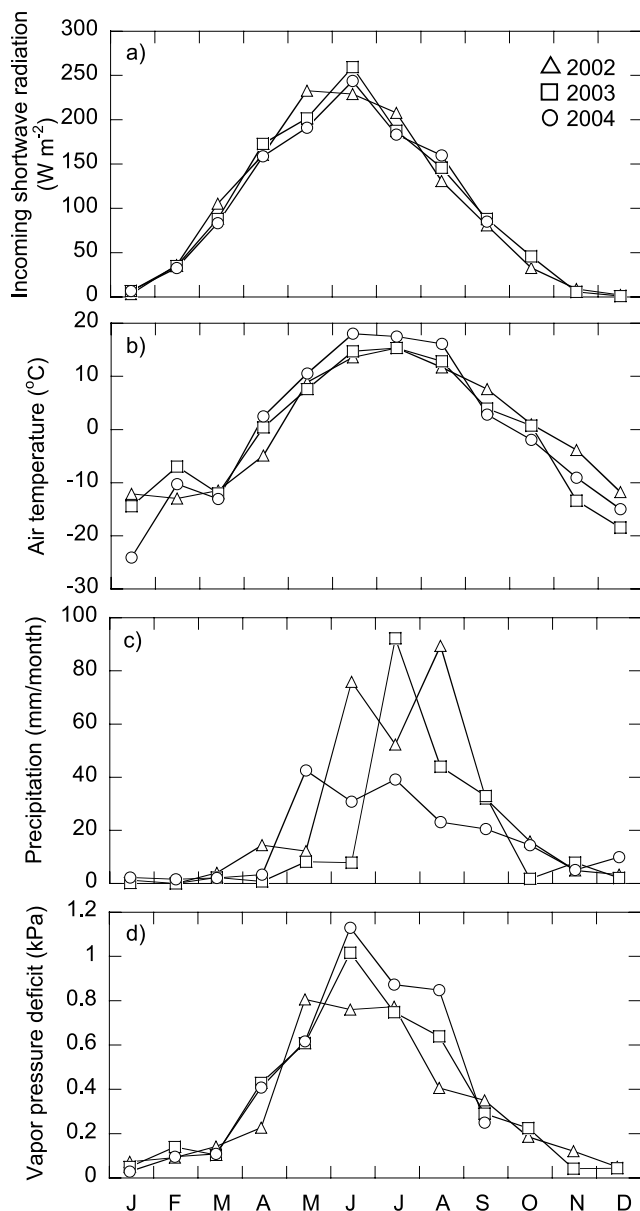 a)
△ 2002
□ 2003
○ 2004
Incoming shortwave radiation
(W m-2)
300
250
200
150
100
50
0
b)
Air temperature (oC)
20
10
0
-10
-20
-30
c)
Precipitation (mm/month)
100
80
60
40
20
0
d)
Vapor pressure deficit (kPa)
1.2
1
0.8
0.6
0.4
0.2
0
J F M A M J J A S O N D